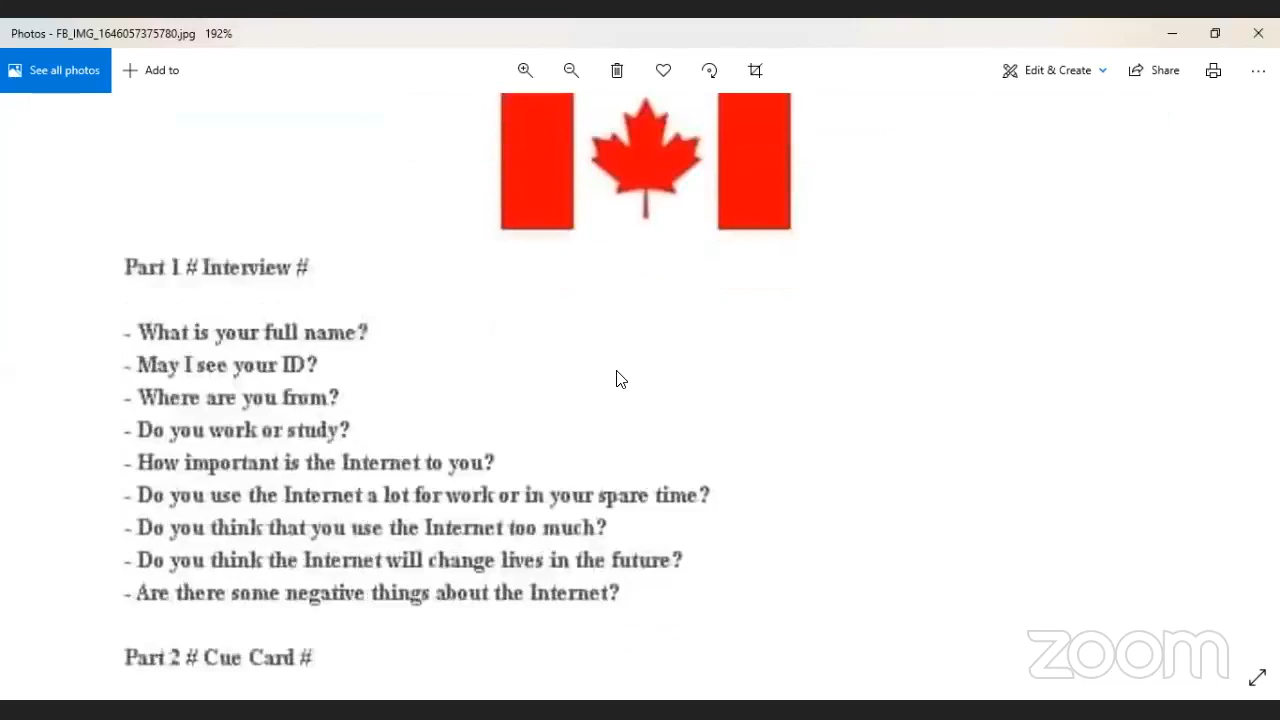 Photos - FB_IMG_1646057375780.jpg 192%
See all photos
Add to
Edit & Create
Share
Part 1 # Interview #
- What is your full name?
- May I see your ID?
- Where are you from?
- Do you work or study?
- How important is the Internet to you?
- Do you use the Internet a lot for work or in your spare time?
- Do you think that you use the Internet too much?
- Do you think the Internet will change lives in the future?
- Are there some negative things about the Internet?
Part 2 # Cue Card #
zoom